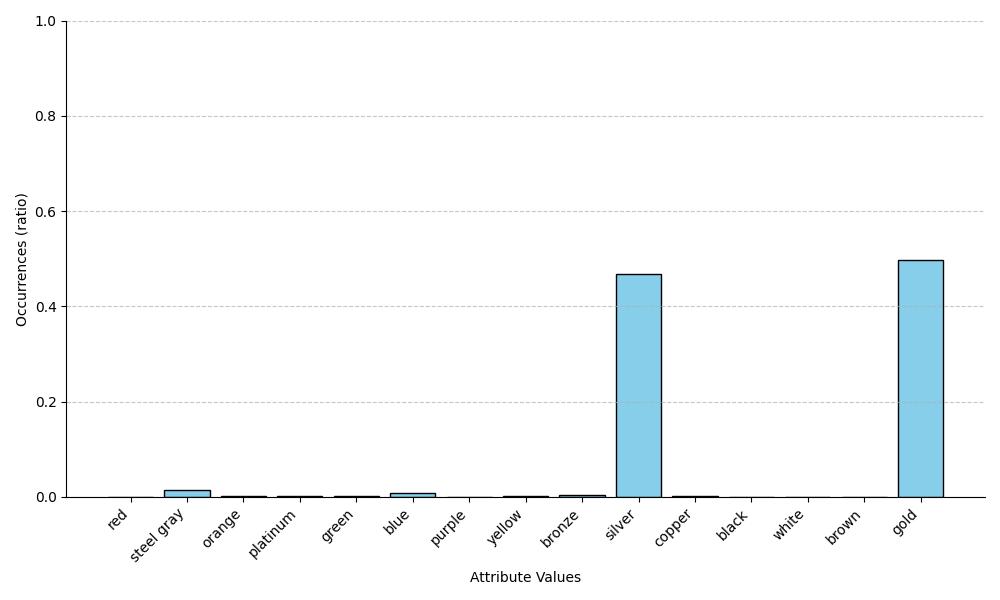 1.0
0.8
0.6
0.4
0.2
0.0
Occurrences (ratio)
red
steel gray
orange
platinum
green
blue
purple
yellow
bronze
silver
copper
black
white
brown
gold
Attribute Values